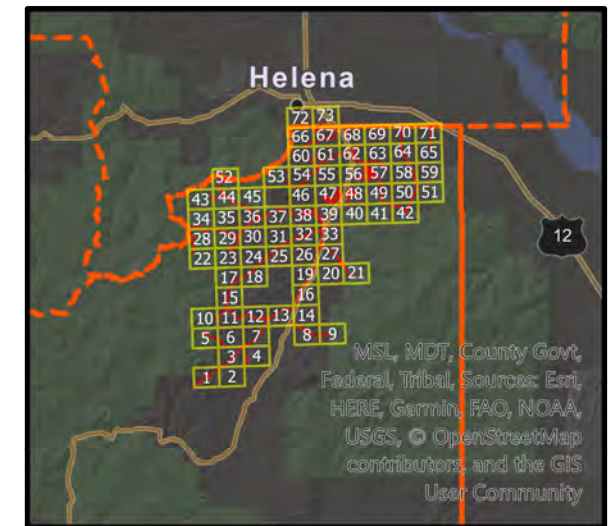 Helena
72 73
66 67 68 69 70 71
60 61 62 63 64 65
52 53 54 55 56 57 58 59
43 44 45 46 47 48 49 50 51
34 35 36 37 38 39 40 41 42
28 29 30 31 32 33
12
22 23 24 25 26 27
17 18 19 20 21
15 16
10 11 12 13 14
5 6 7 8 9
3 4
1 2
MSL, MDT, County Govt,
Federal, Tribal, Sources: Esri,
HERE, Garmin, FAO, NOAA,
USGS, © OpenStreetMap
contributors, and the GIS
User Community